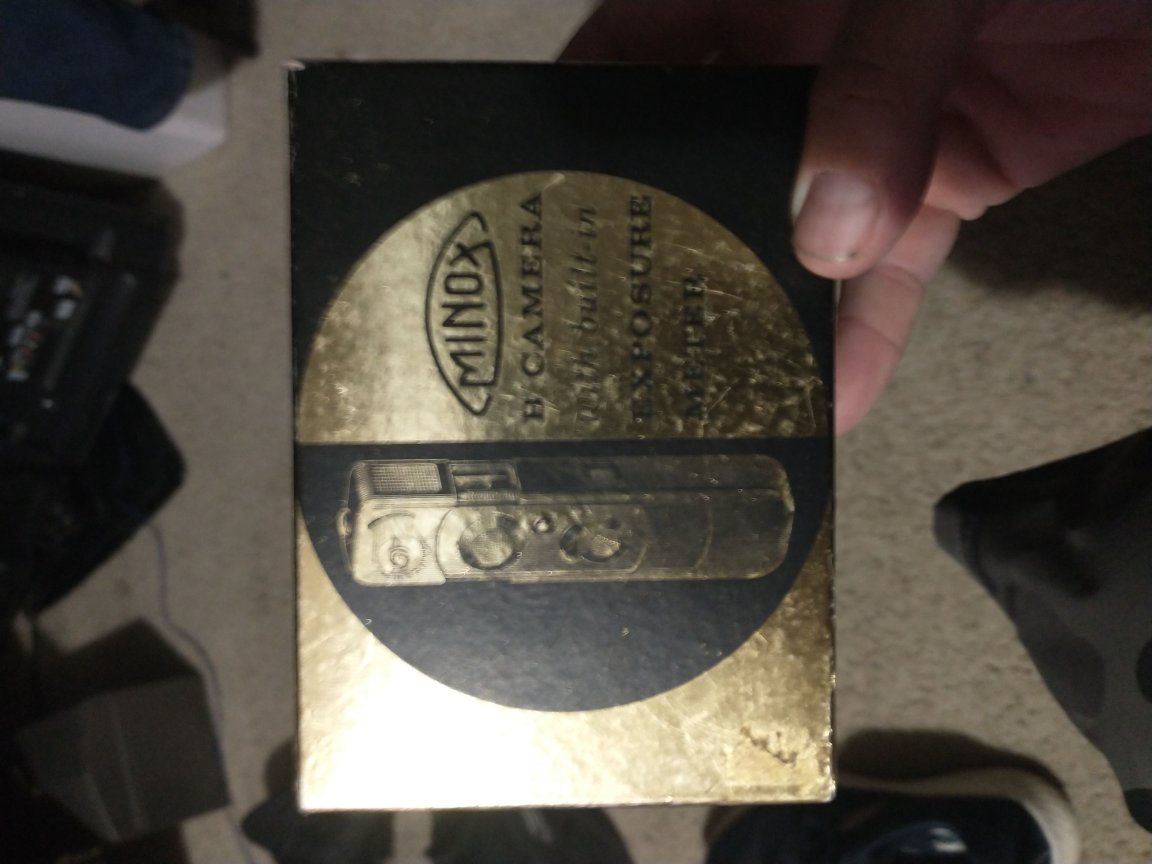 MINOX
B CAMERA
with built-in
EXPOSURE
METER